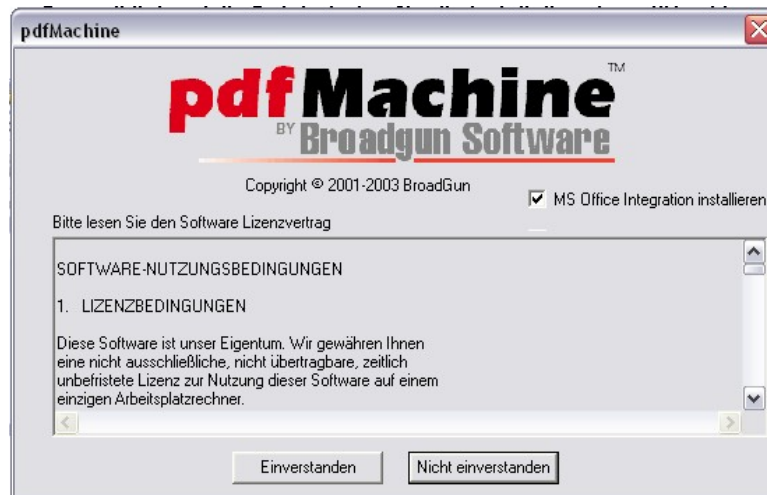 pdfMachine
pdfMachine™
BY Broadgun Software
Copyright © 2001-2003 BroadGun
MS Office Integration installieren
Bitte lesen Sie den Software Lizenzvertrag
SOFTWARE-NUTZUNGSBEDINGUNGEN
1. LIZENZBEDINGUNGEN
Diese Software ist unser Eigentum. Wir gewähren Ihnen
eine nicht ausschließliche, nicht übertragbare, zeitlich
unbefristete Lizenz zur Nutzung dieser Software auf einem
einzigen Arbeitsplatzrechner.
Einverstanden
Nicht einverstanden